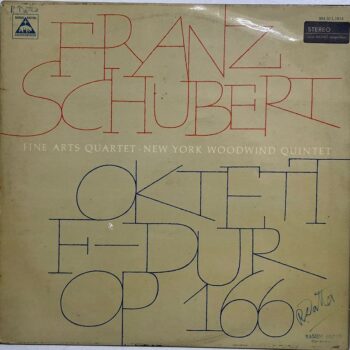 STEREO
FRANZ
SCHUBERT
FINE ARTS QUARTET - NEW YORK WOODWIND QUINTET
OKTETT
F-DUR
OP 166